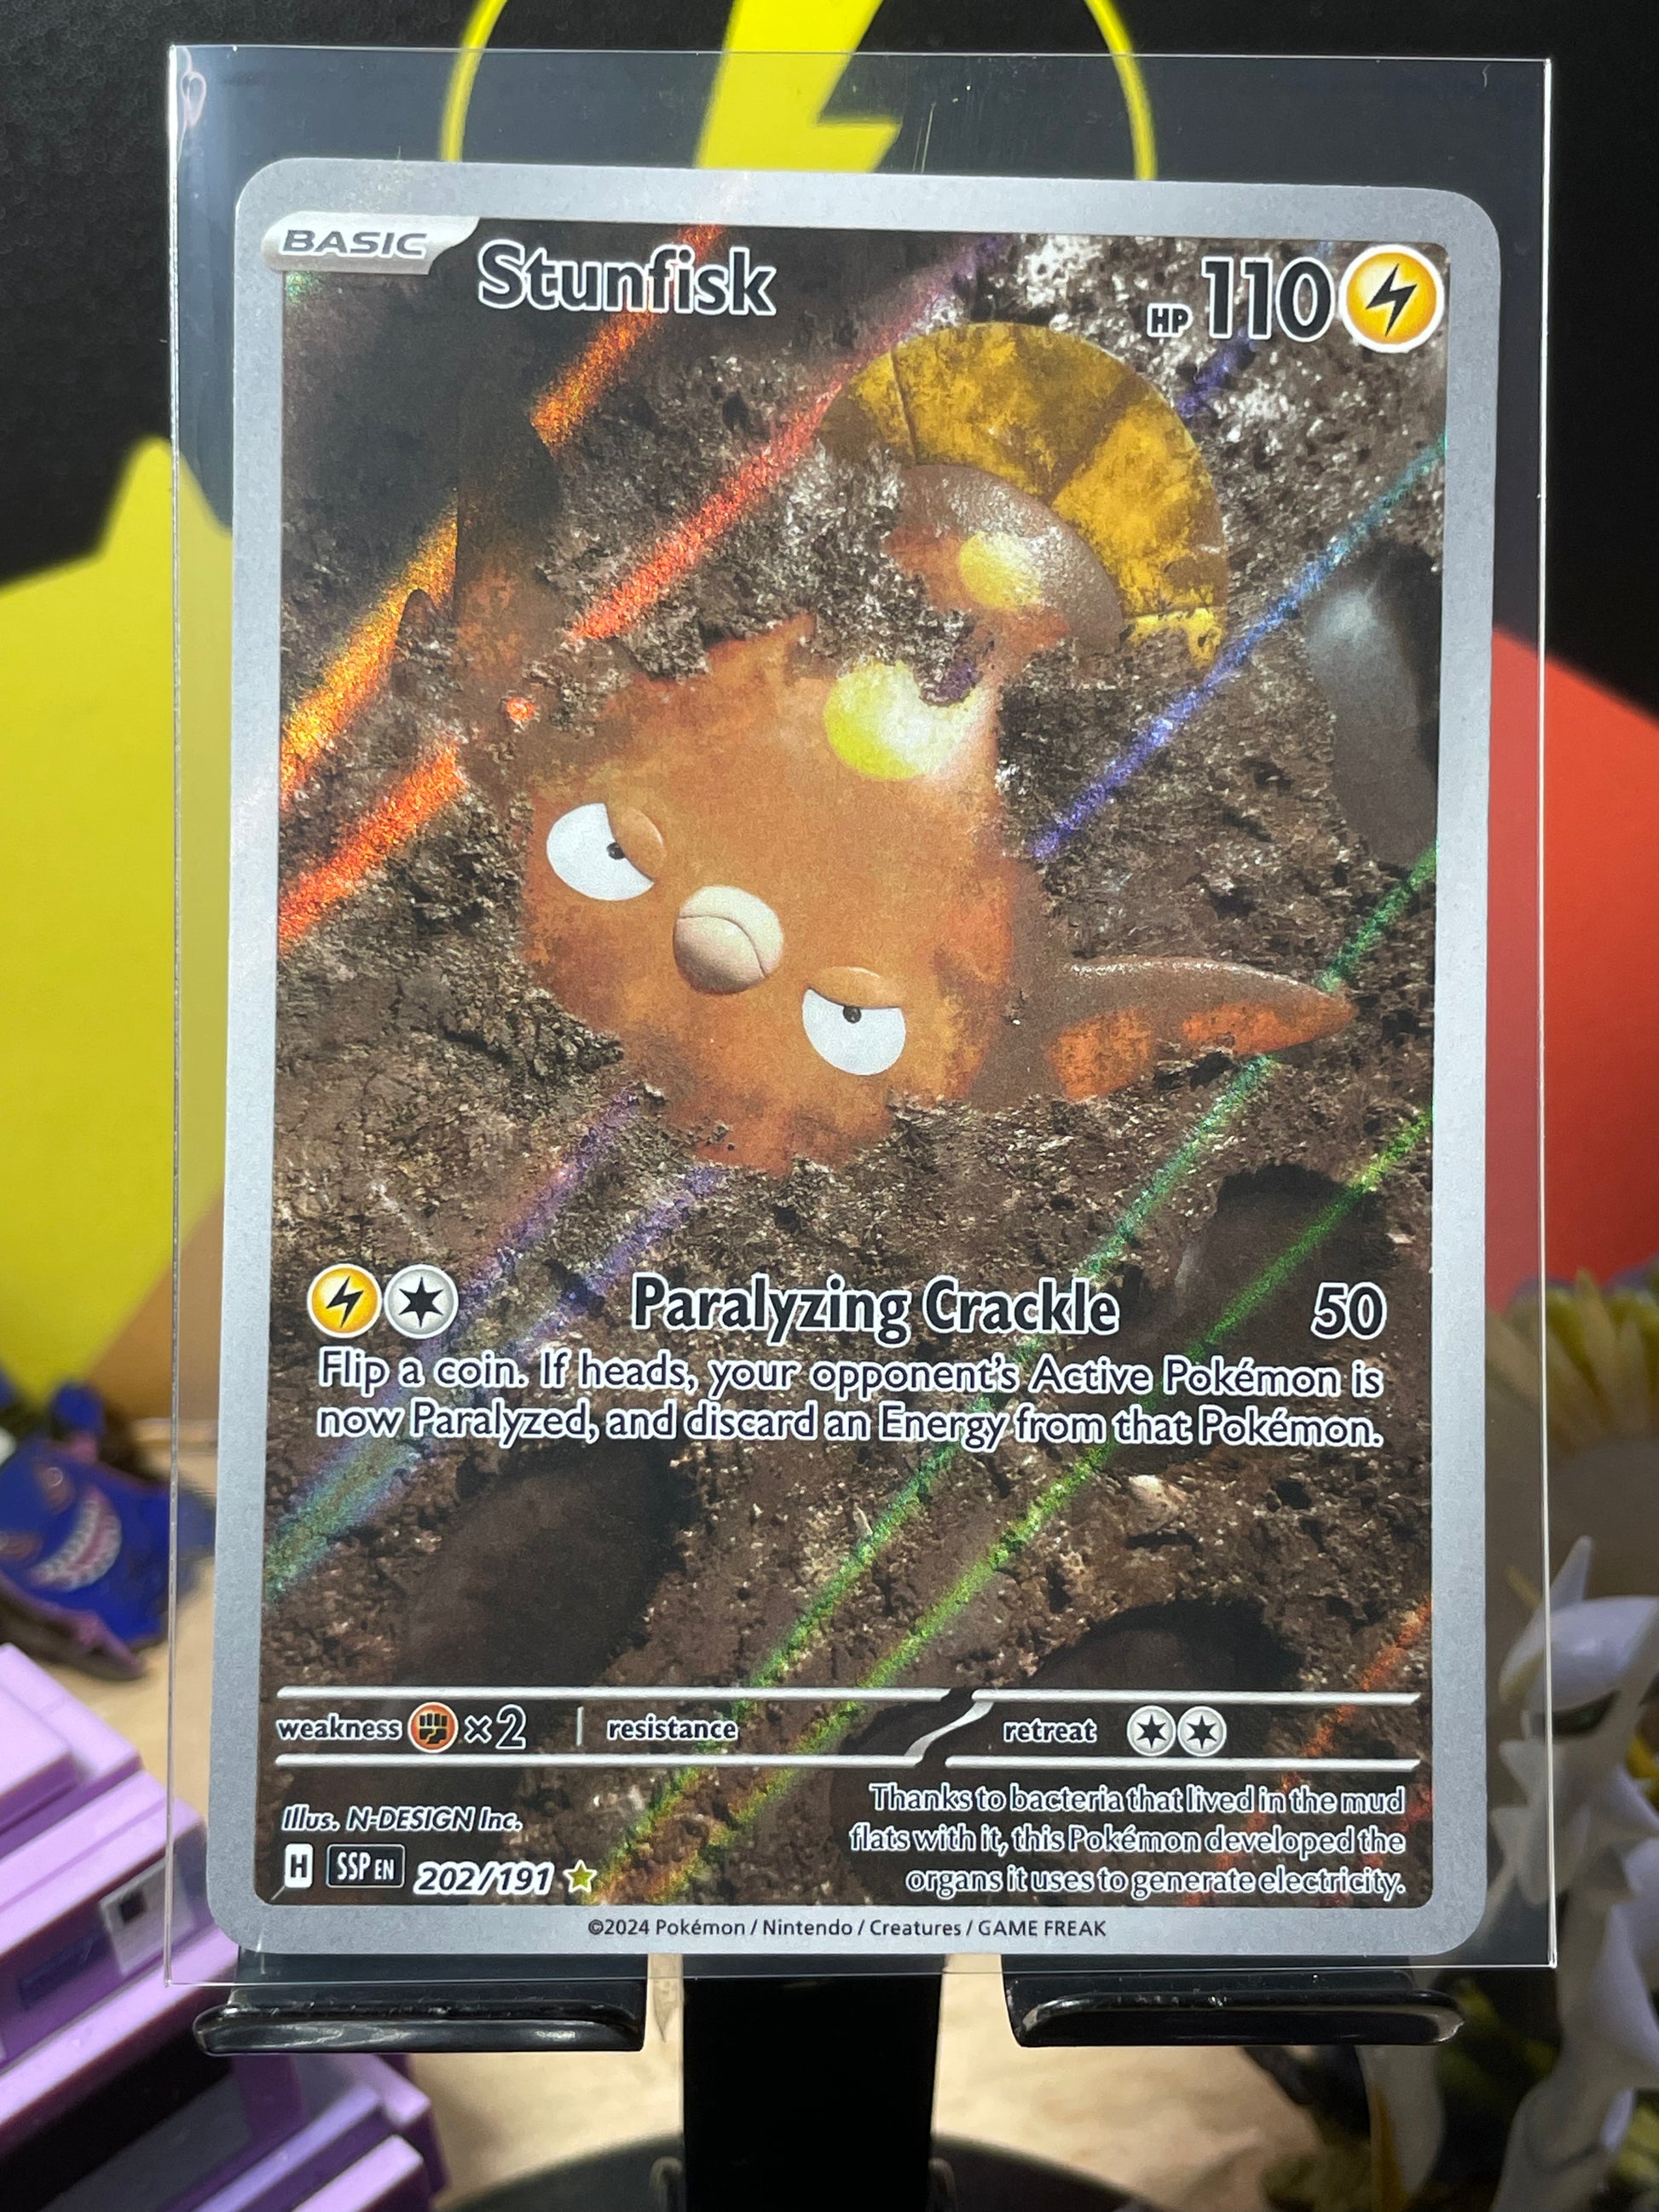 BASIC
Stunfisk
HP 110
Paralyzing Crackle 50
Flip a coin. If heads, your opponent's Active Pokémon is
now Paralyzed, and discard an Energy from that Pokémon.
weakness ×2 resistance retreat
Illus. N-DESIGN Inc.
H SSP EN 202/191
Thanks to bacteria that lived in the mud
flats with it, this Pokémon developed the
organs it uses to generate electricity.
©2024 Pokémon / Nintendo / Creatures / GAME FREAK